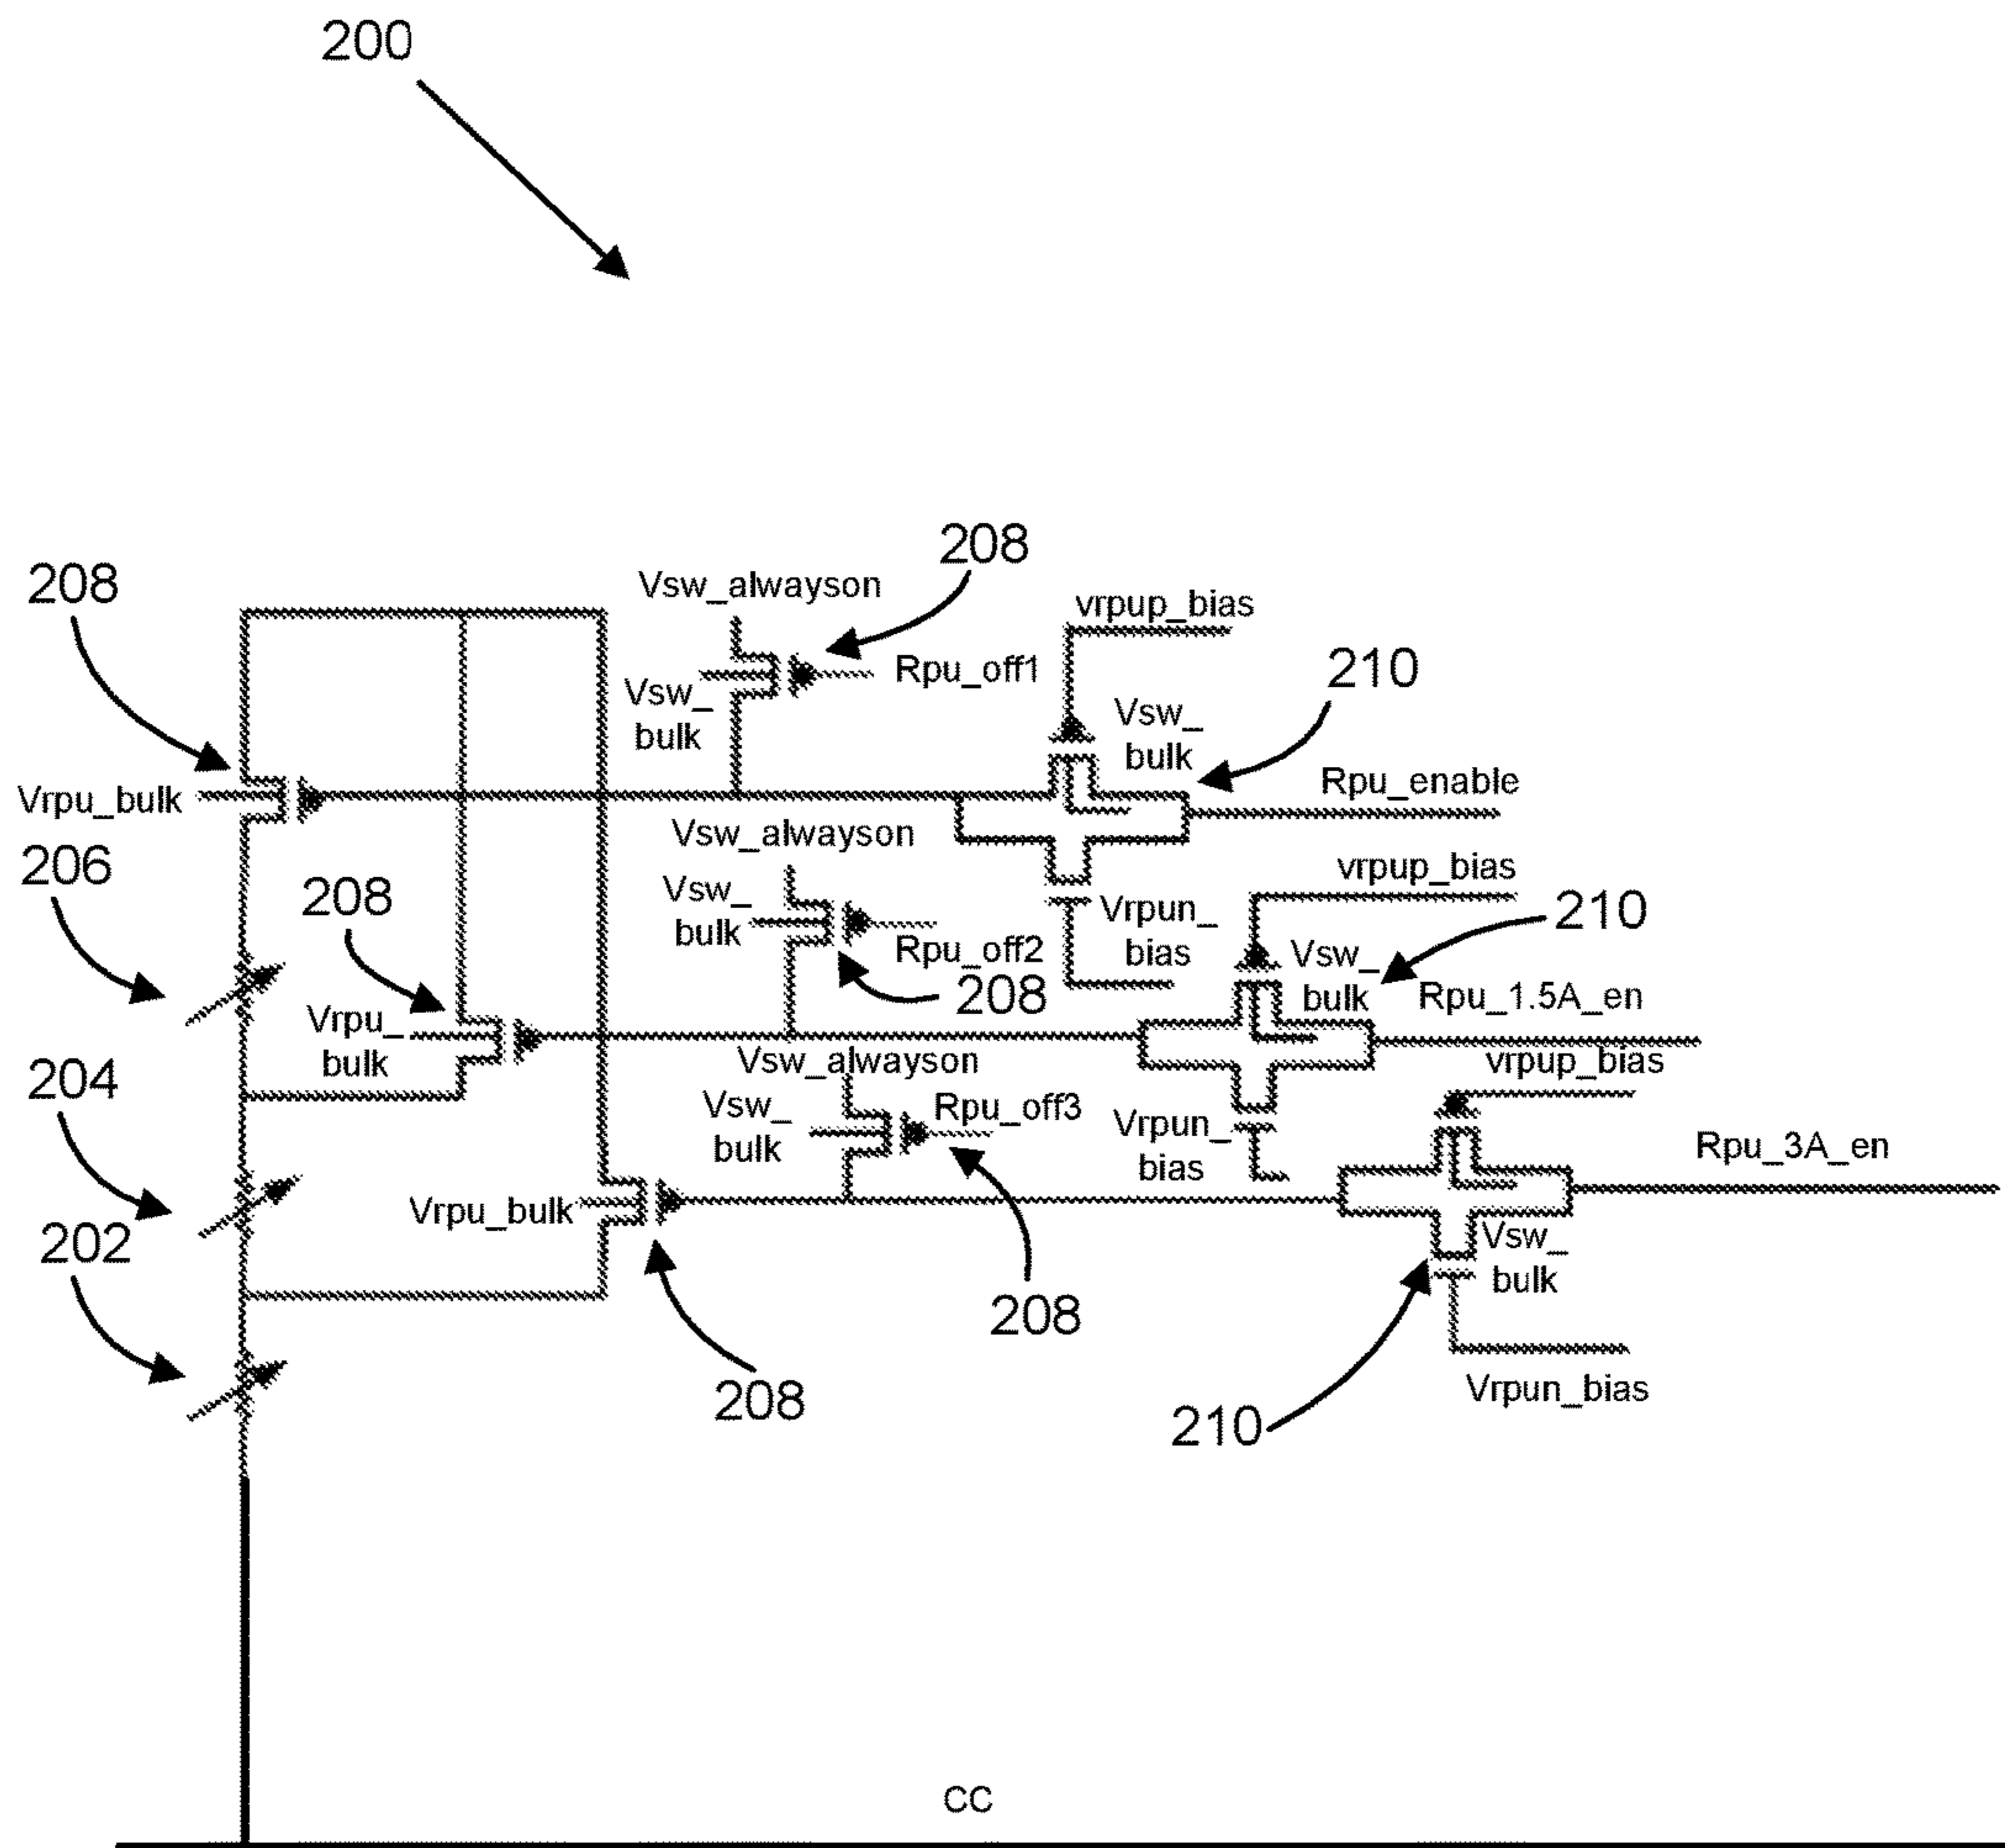 200
208
208
Vsw_alwayson
vrpup_bias
Rpu_off1
210
Vsw_
bulk
Vsw_
bulk
Rpu_enable
Vrpu_bulk
Vsw_alwayson
206
208
Vsw_
bulk
vrpup_bias
Rpu_off2
208
Vrpun_
bias
210
Vsw_
bulk
Rpu_1.5A_en
Vrpu_
bulk
204
Vsw_alwayson
vrpup_bias
Vsw_
bulk
Rpu_off3
Vrpun_
bias
Rpu_3A_en
202
Vrpu_bulk
Vsw_
bulk
208
208
210
Vrpun_bias
CC